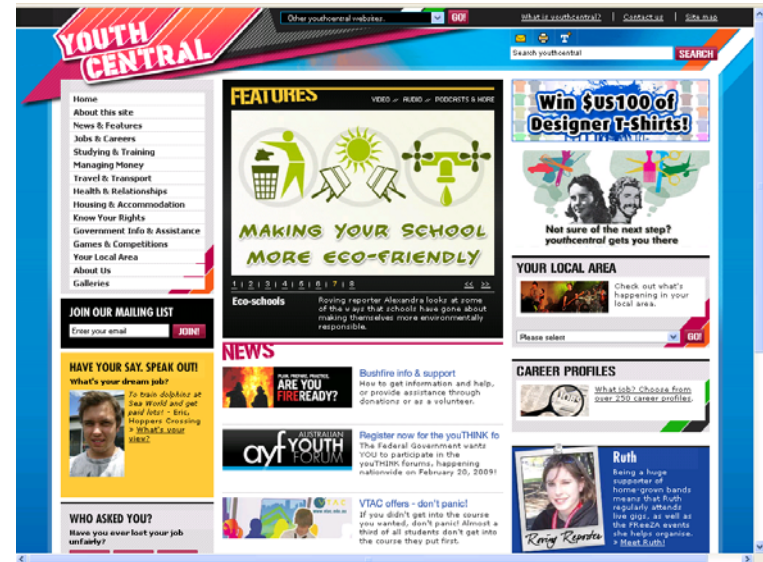 Other youthcentral websites.
GO!
What is youthcentral? | Contact us | Site map
YOUTH
CENTRAL
Search youthcentral
SEARCH
Home
About this site
News & Features
Jobs & Careers
Studying & Training
Managing Money
Travel & Transport
Health & Relationships
Housing & Accommodation
Know Your Rights
Government Info & Assistance
Games & Competitions
Your Local Area
About Us
Galleries
JOIN OUR MAILING LIST
Enter your email
JOIN!
HAVE YOUR SAY. SPEAK OUT!
What's your dream job?
To train dolphins at
Sea World and get
paid lots! - Eric,
Hoppers Crossing
> What's your
view?
WHO ASKED YOU?
Have you ever lost your job
unfairly?
FEATURES
VIDEO AUDIO PODCASTS & MORE
MAKING YOUR SCHOOL
MORE ECO-FRIENDLY
1 | 2 | 3 | 4 | 5 | 6 | 7 | 8
<< >>
Eco-schools
Roving reporter Alexandra looks at some
of the ways that schools have gone about
making themselves more environmentally
responsible.
NEWS
PLAN, PREPARE, PRACTISE.
ARE YOU
FIREREADY?
Bushfire info & support
How to get information and help,
or provide assistance through
donations or as a volunteer.
ayf
AUSTRALIAN
YOUTH
FORUM
Register now for the youTHINK fo
The Federal Government wants
YOU to participate in the
youTHINK forums, happening
nationwide on February 20, 2009!
VTAC
www.vtac.edu.au
VTAC offers - don't panic!
If you didn't get into the course
you wanted, don't panic! Almost a
third of all students don't get into
the course they put first.
Win $US100 of
Designer T-Shirts!
Not sure of the next step?
youthcentral gets you there
YOUR LOCAL AREA
Check out what's
happening in your
local area.
Please select
GO!
CAREER PROFILES
What job? Choose from
over 250 career profiles.
Roving Reporter
Ruth
Being a huge
supporter of
home-grown bands
means that Ruth
regularly attends
live gigs, as well as
the FReeZA events
she helps organise.
> Meet Ruth!